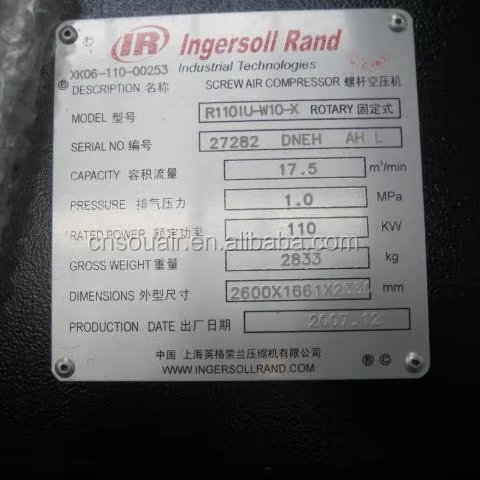 IR Ingersoll Rand
Industrial Technologies
XK06-110-00253
DESCRIPTION 名称 SCREW AIR COMPRESSOR 螺杆空压机
MODEL 型号 R110IU-W10-X ROTARY 固定式
SERIAL NO 编号 27282 DNEH AH L
CAPACITY 容积流量 17.5 m³/min
PRESSURE 排气压力 1.0 MPa
RATED POWER 额定功率 110 KW
cnsouair.en.alibaba.com
GROSS WEIGHT 重量 2833 kg
DIMENSIONS 外型尺寸 mm
PRODUCTION DATE 出厂日期 2007.12
中国 上海英格索兰压缩机有限公司
WWW.INGERSOLLRAND.COM